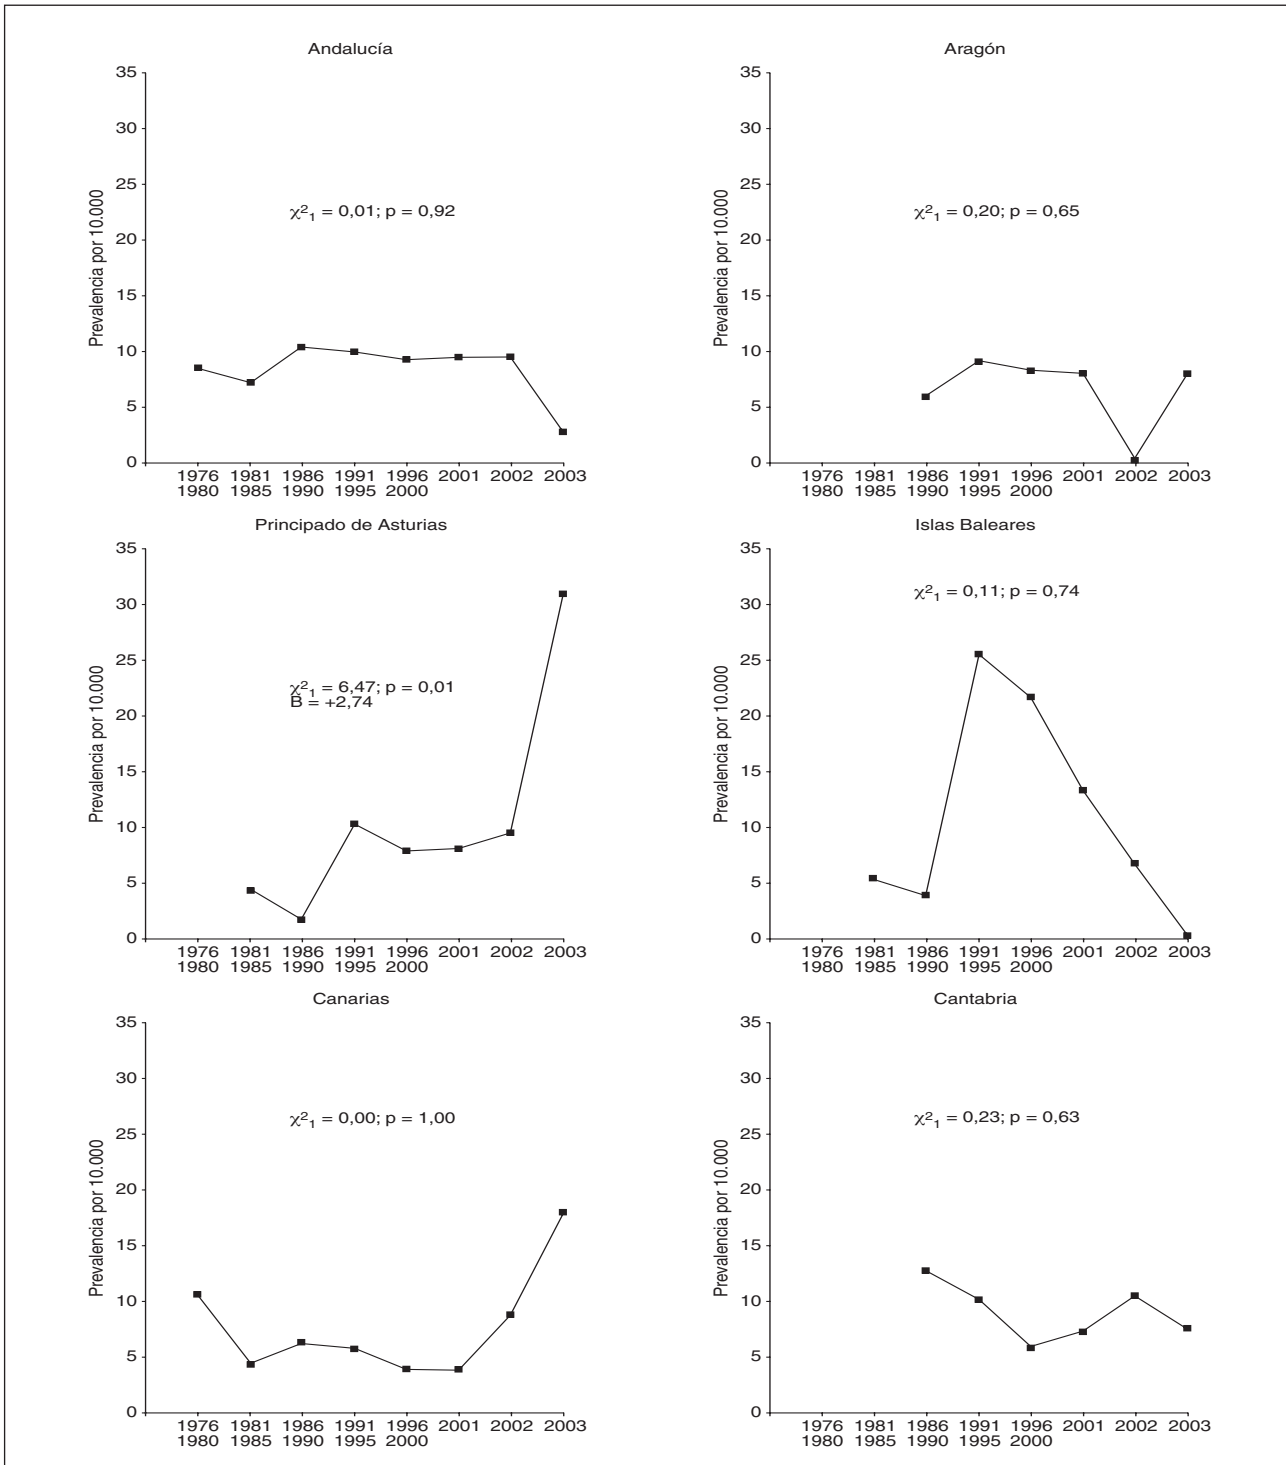 Andalucía
35
30
25
20
15
10
5
0
Prevalencia por 10.000
χ²₁ = 0,01; p = 0,92
1976 1981 1986 1991 1996 2001 2002 2003
1980 1985 1990 1995 2000
Aragón
35
30
25
20
15
10
5
0
Prevalencia por 10.000
χ²₁ = 0,20; p = 0,65
1976 1981 1986 1991 1996 2001 2002 2003
1980 1985 1990 1995 2000
Principado de Asturias
35
30
25
20
15
10
5
0
Prevalencia por 10.000
χ²₁ = 6,47; p = 0,01
B = +2,74
1976 1981 1986 1991 1996 2001 2002 2003
1980 1985 1990 1995 2000
Islas Baleares
35
30
25
20
15
10
5
0
Prevalencia por 10.000
χ²₁ = 0,11; p = 0,74
1976 1981 1986 1991 1996 2001 2002 2003
1980 1985 1990 1995 2000
Canarias
35
30
25
20
15
10
5
0
Prevalencia por 10.000
χ²₁ = 0,00; p = 1,00
1976 1981 1986 1991 1996 2001 2002 2003
1980 1985 1990 1995 2000
Cantabria
35
30
25
20
15
10
5
0
Prevalencia por 10.000
χ²₁ = 0,23; p = 0,63
1976 1981 1986 1991 1996 2001 2002 2003
1980 1985 1990 1995 2000